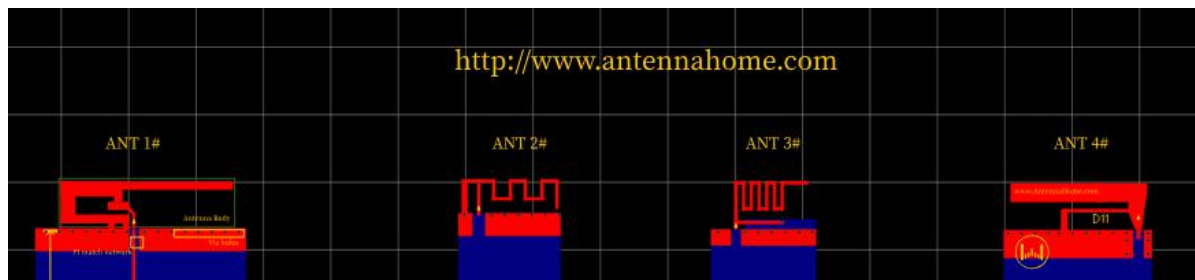 http://www.antennahome.com
ANT 1#
ANT 2#
ANT 3#
ANT 4#
www.AntennaHome.com
Antenna Body
D11
Via holes
PI match network